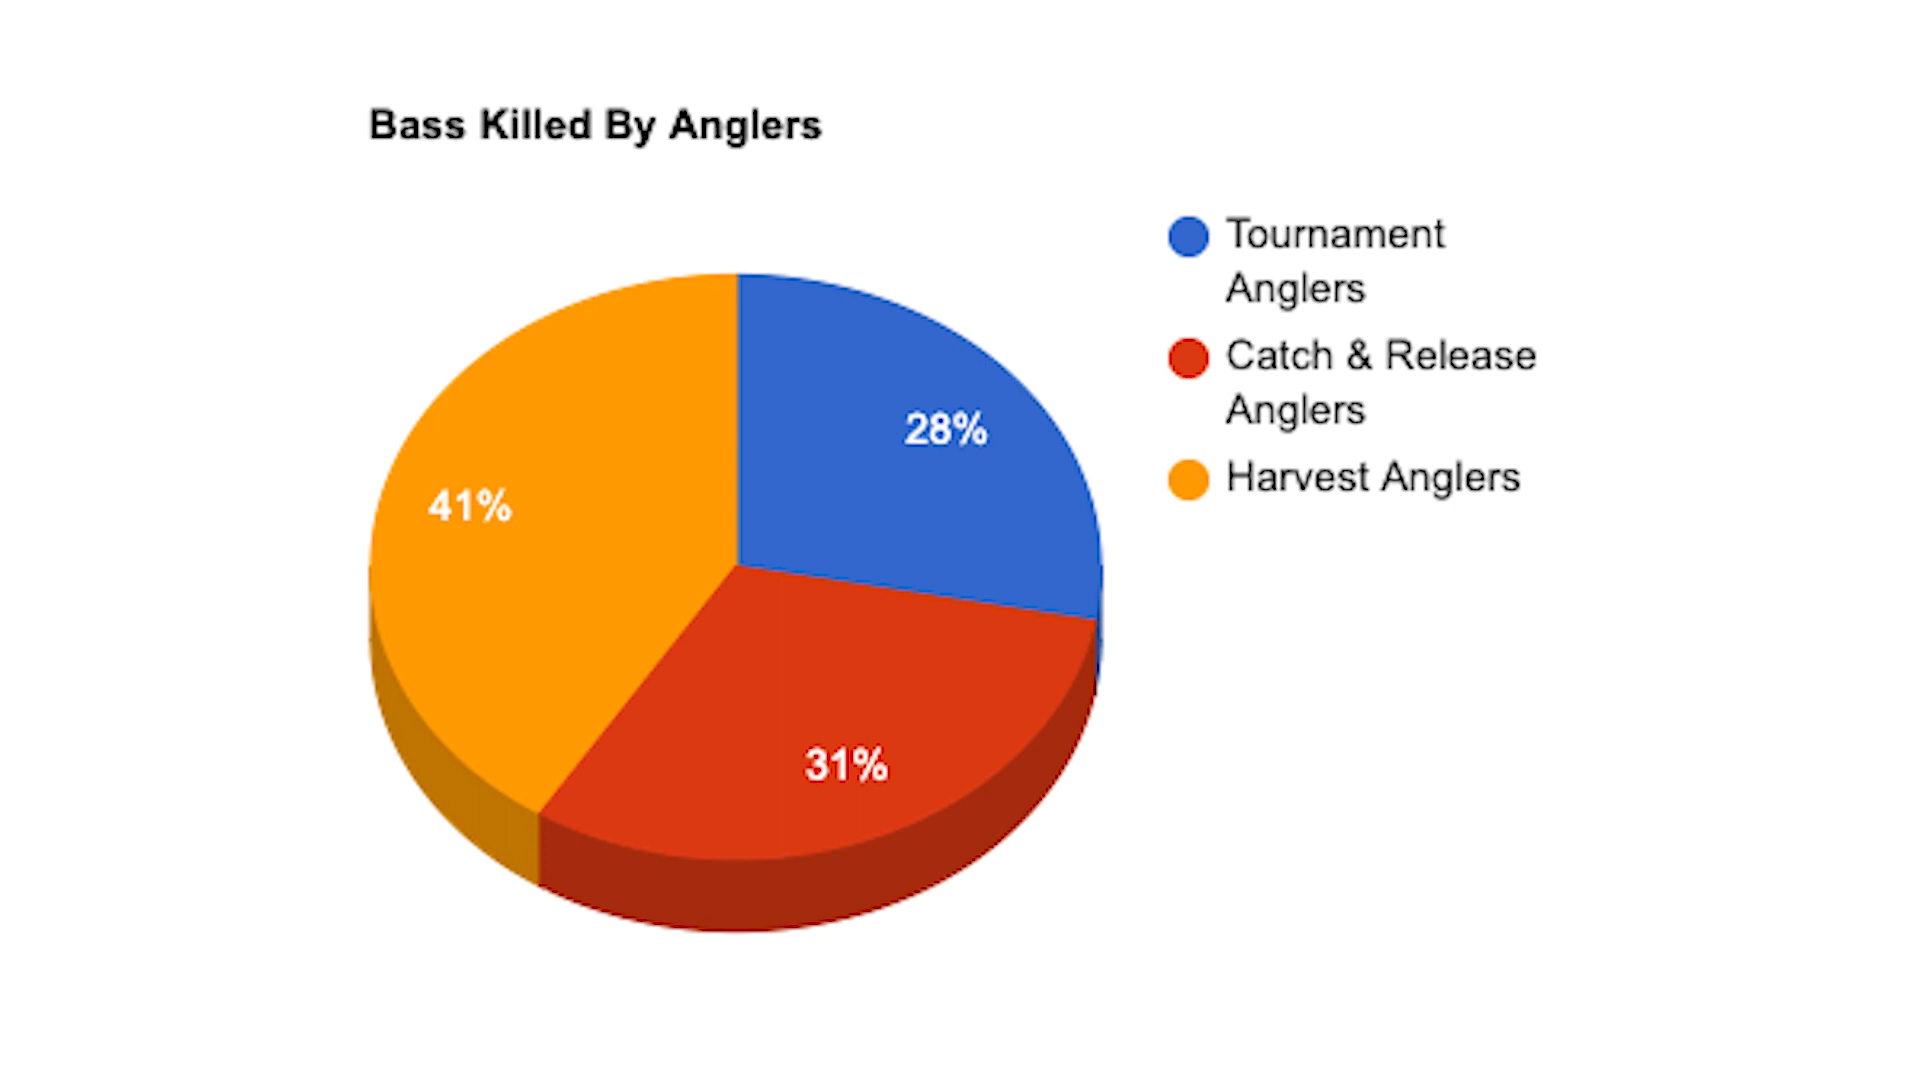 Bass Killed By Anglers
Tournament
Anglers
28%
Catch & Release
Anglers
Harvest Anglers
41%
31%